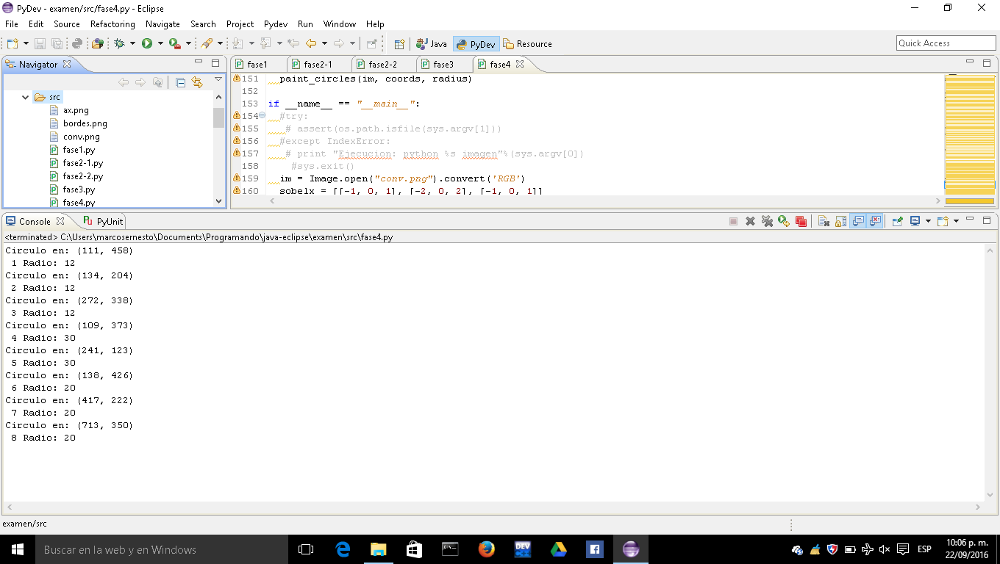 PyDev - examen/src/fase4.py - Eclipse
File Edit Source Refactoring Navigate Search Project Pydev Run Window Help
Java PyDev Resource Quick Access
Navigator
src
ax.png
bordes.png
conv.png
fase1.py
fase2-1.py
fase2-2.py
fase3.py
fase4.py
fase1 fase2-1 fase2-2 fase3 fase4
151 paint_circles(im, coords, radius)
152
153 if __name__ == "__main__":
154 #try:
155 # assert(os.path.isfile(sys.argv[1]))
156 #except IndexError:
157 # print "Ejecucion: python %s imagen"%(sys.argv[0])
158 #sys.exit()
159 im = Image.open("conv.png").convert('RGB')
160 sobelx = [[-1, 0, 1], [-2, 0, 2], [-1, 0, 1]]
Console PyUnit
<terminated> C:\Users\marcosernesto\Documents\Programando\java-eclipse\examen\src\fase4.py
Circulo en: (111, 458)
1 Radio: 12
Circulo en: (134, 204)
2 Radio: 12
Circulo en: (272, 338)
3 Radio: 12
Circulo en: (109, 373)
4 Radio: 30
Circulo en: (241, 123)
5 Radio: 30
Circulo en: (138, 426)
6 Radio: 20
Circulo en: (417, 222)
7 Radio: 20
Circulo en: (713, 350)
8 Radio: 20
examen/src
Buscar en la web y en Windows
DEV
ESP
10:06 p. m.
22/09/2016